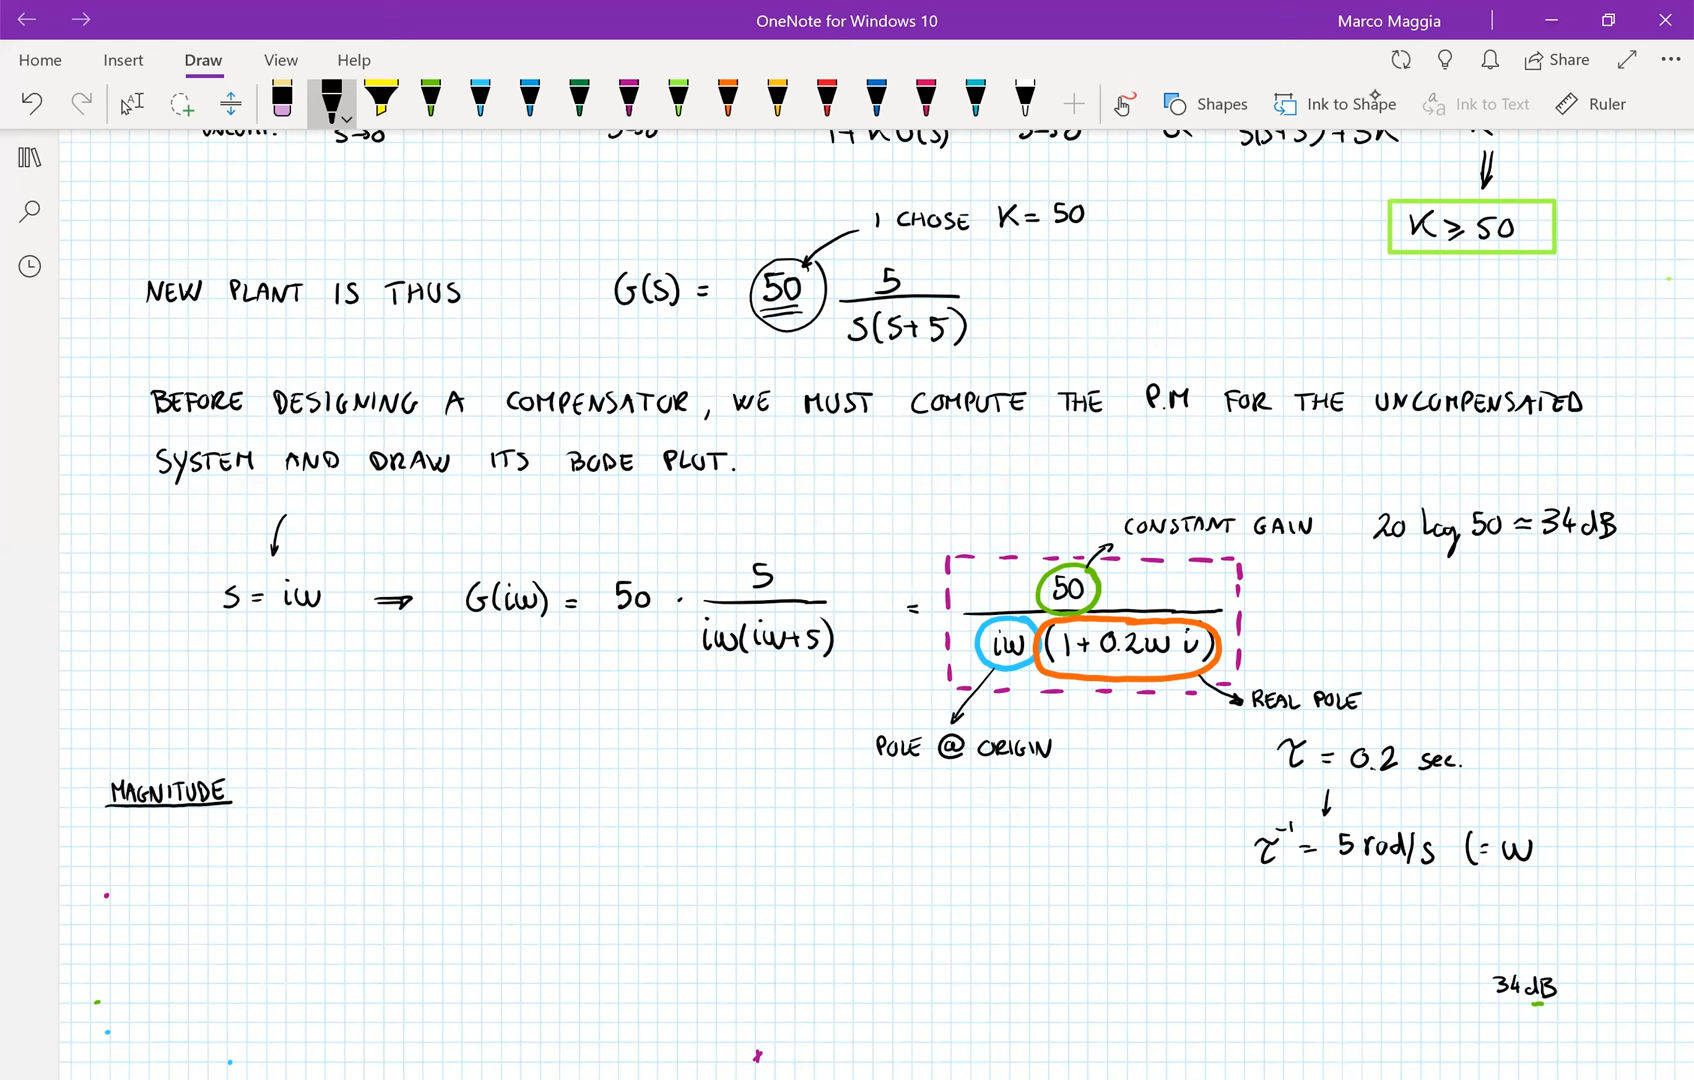 OneNote for Windows 10
Marco Maggia
Home Insert Draw View Help
Share
Shapes
Ink to Shape
Ink to Text
Ruler
1 CHOSE K = 50
K ⩾ 50
NEW PLANT IS THUS G(S) = 50 5 / S(S+5)
BEFORE DESIGNING A COMPENSATOR, WE MUST COMPUTE THE P.M FOR THE UNCOMPENSATED
SYSTEM AND DRAW ITS BODE PLOT.
CONSTANT GAIN 20 log 50 ≃ 34 dB
S = iω ⇒ G(iω) = 50 · 5 / iω(iω+5) = 50 / iω (1 + 0.2ω i)
REAL POLE
POLE @ ORIGIN
τ = 0.2 sec.
MAGNITUDE
τ⁻¹ = 5 rad/s (= ω
34 dB